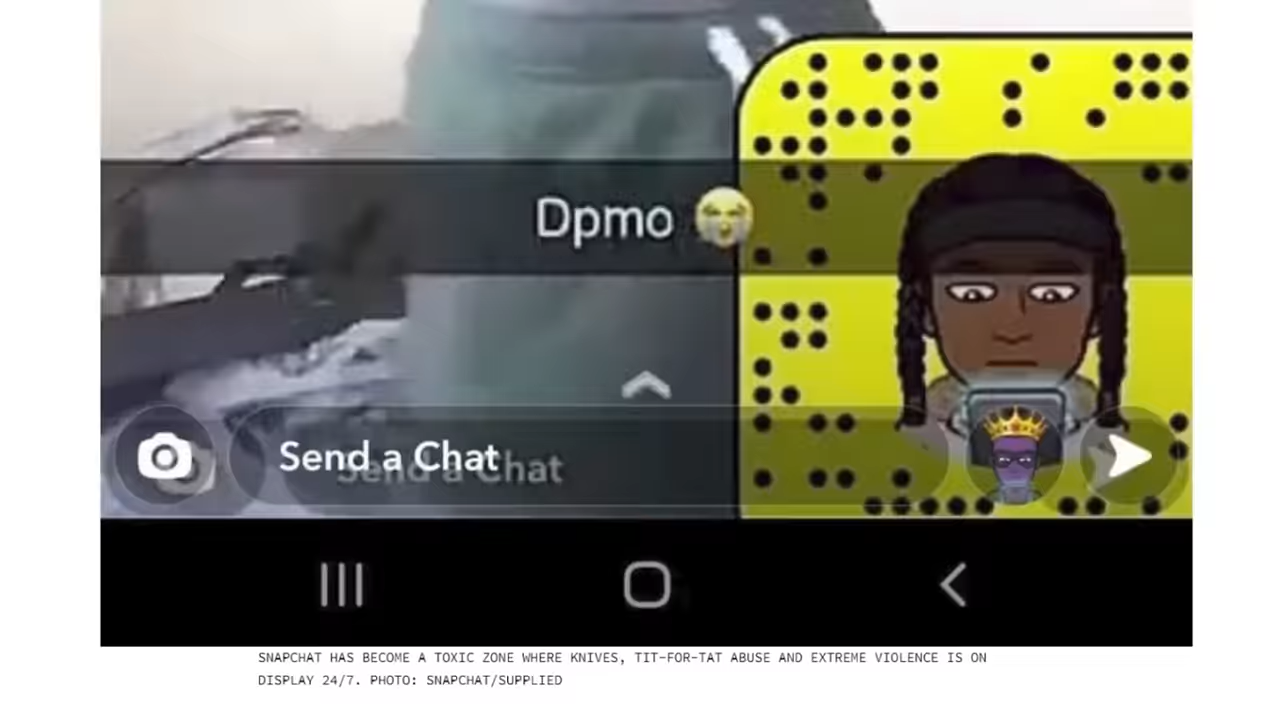 Dpmo 😭
Send a Chat
Send a Chat
SNAPCHAT HAS BECOME A TOXIC ZONE WHERE KNIVES, TIT-FOR-TAT ABUSE AND EXTREME VIOLENCE IS ON
DISPLAY 24/7. PHOTO: SNAPCHAT/SUPPLIED